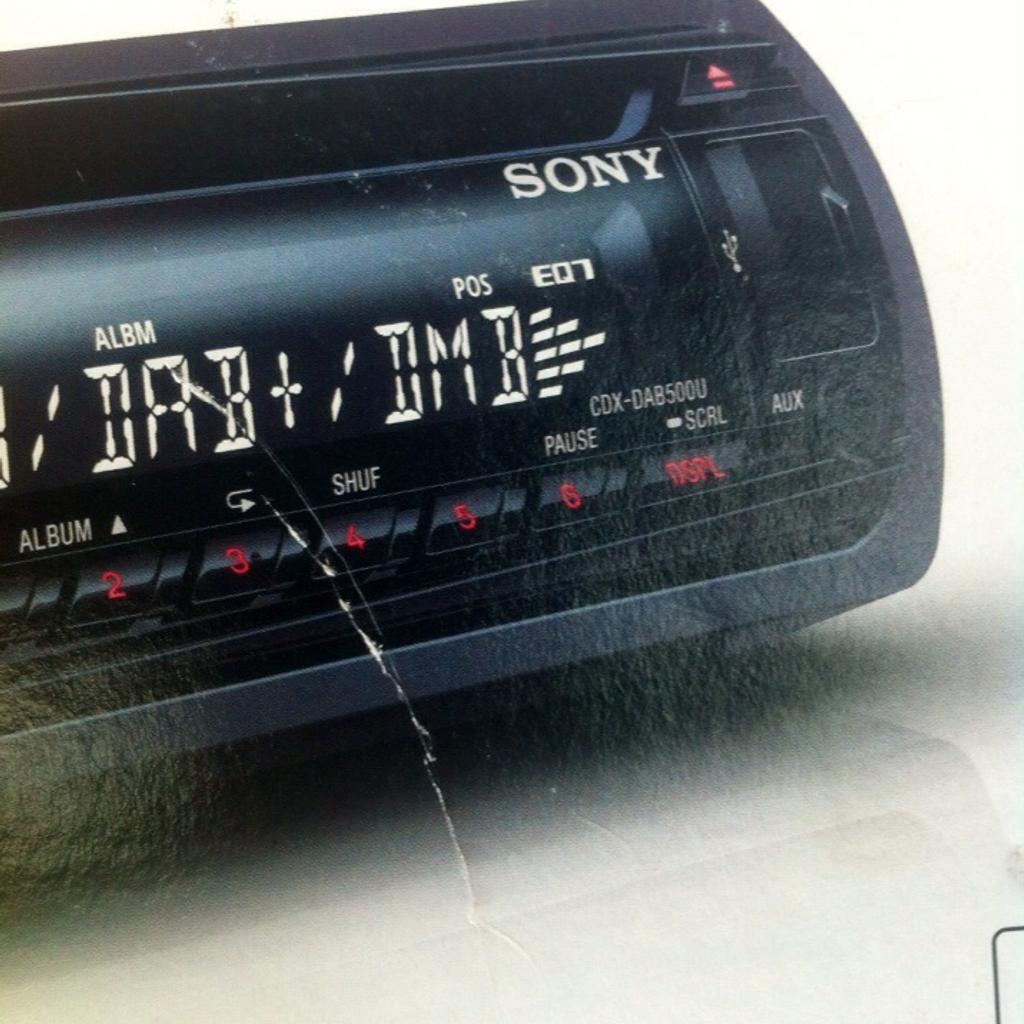 SONY
POS EQ7
ALBM
/DAB+/DMB
CDX-DAB500U
SCRL AUX
PAUSE
SHUF DSPL
ALBUM ▲
2 3 4 5 6